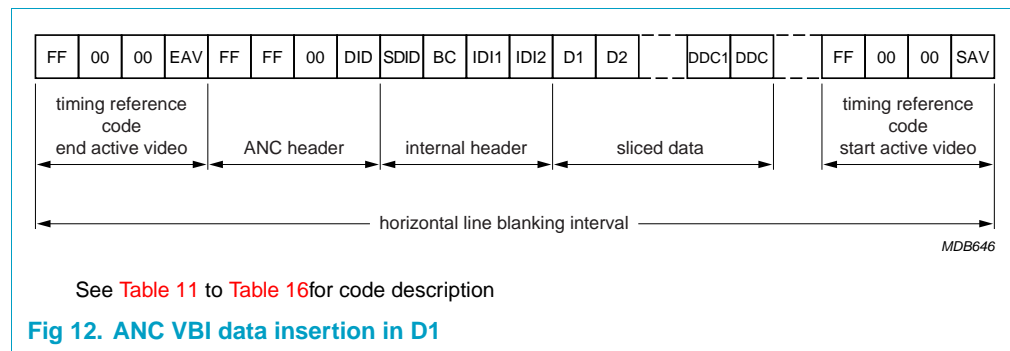 FF 00 00 EAV FF FF 00 DID SDID BC IDI1 IDI2 D1 D2 DDC1 DDC FF 00 00 SAV
timing reference
code
end active video
ANC header
internal header
sliced data
timing reference
code
start active video
horizontal line blanking interval
MDB646
See Table 11 to Table 16for code description
Fig 12. ANC VBI data insertion in D1